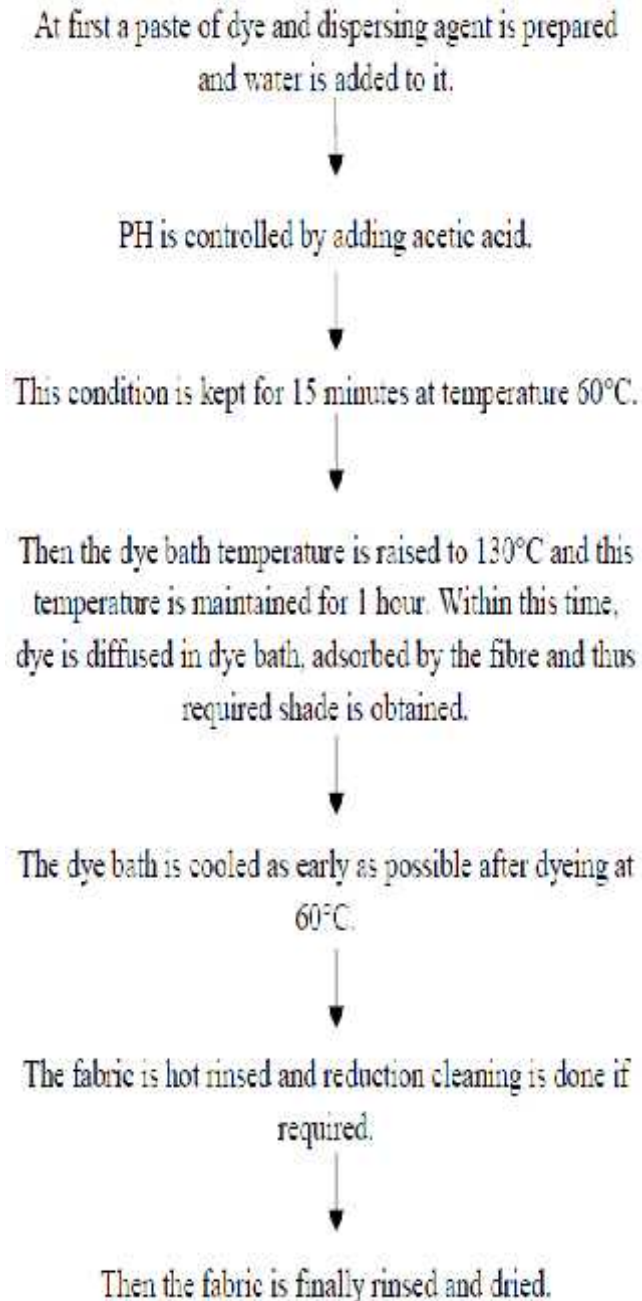 At first a paste of dye and dispersing agent is prepared
and water is added to it.
PH is controlled by adding acetic acid.
This condition is kept for 15 minutes at temperature 60°C.
Then the dye bath temperature is raised to 130°C and this
temperature is maintained for 1 hour. Within this time,
dye is diffused in dye bath, adsorbed by the fibre and thus
required shade is obtained.
The dye bath is cooled as early as possible after dyeing at
60°C.
The fabric is hot rinsed and reduction cleaning is done if
required.
Then the fabric is finally rinsed and dried.